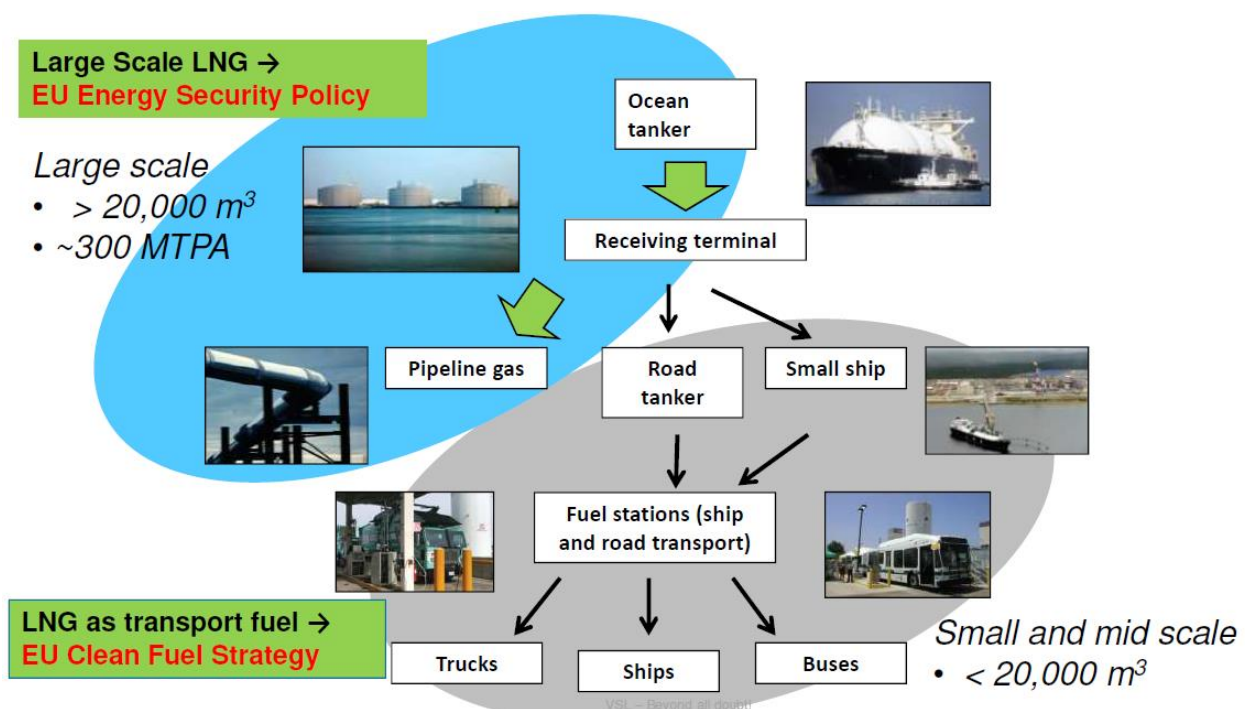 Large Scale LNG →
EU Energy Security Policy
Ocean
tanker
Large scale
• > 20,000 m³
• ~300 MTPA
Receiving terminal
Pipeline gas
Road
tanker
Small ship
Fuel stations (ship
and road transport)
LNG as transport fuel →
EU Clean Fuel Strategy
Trucks
Ships
Buses
Small and mid scale
• < 20,000 m³
VSL – Beyond all doubt!